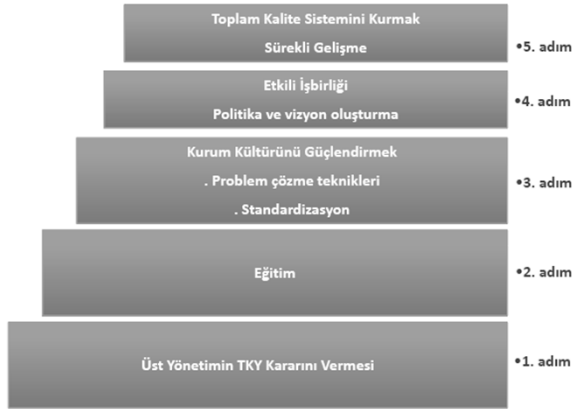 Toplam Kalite Sistemini Kurmak
Sürekli Gelişme
•5. adım
Etkili İşbirliği
Politika ve vizyon oluşturma
•4. adım
Kurum Kültürünü Güçlendirmek
. Problem çözme teknikleri
. Standardizasyon
•3. adım
Eğitim
•2. adım
Üst Yönetimin TKY Kararını Vermesi
•1. adım